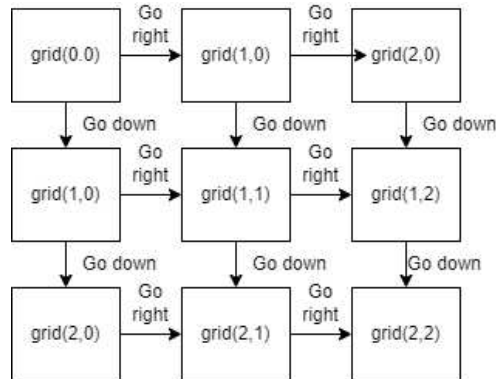 Go
right
Go
right
grid(0.0)
grid(1,0)
grid(2,0)
Go down
Go down
Go down
Go
right
Go
right
grid(1,0)
grid(1,1)
grid(1,2)
Go down
Go down
Go down
Go
right
Go
right
grid(2,0)
grid(2,1)
grid(2,2)